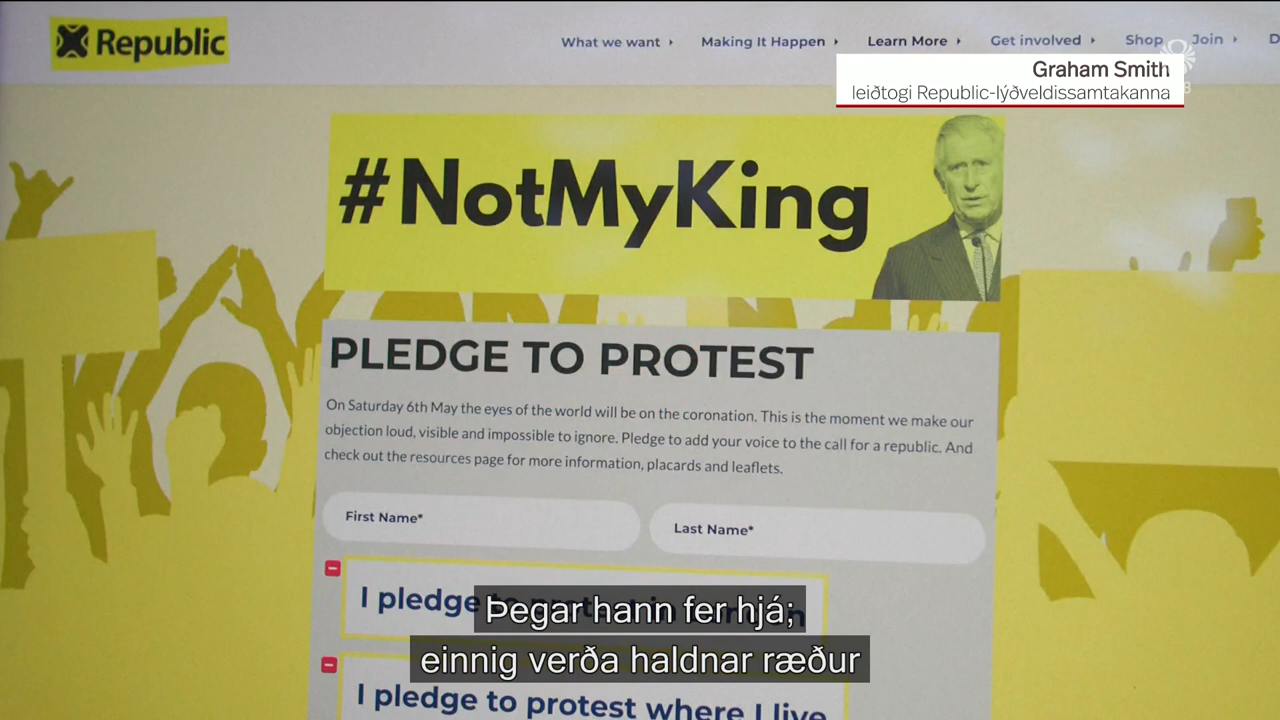 Republic
What we want
Making It Happen
Learn More
Get involved
Shop
Join
D
Graham Smith
leiðtogi Republic-lýðveldissamtakanna
#NotMyKing
PLEDGE TO PROTEST
On Saturday 6th May the eyes of the world will be on the coronation. This is the moment we make our
objection loud, visible and impossible to ignore. Pledge to add your voice to the call for a republic. And
check out the resources page for more information, placards and leaflets.
First Name*
Last Name*
I pledge
Þegar hann fer hjá;
einnig verða haldnar ræður
I pledge to protest where I live